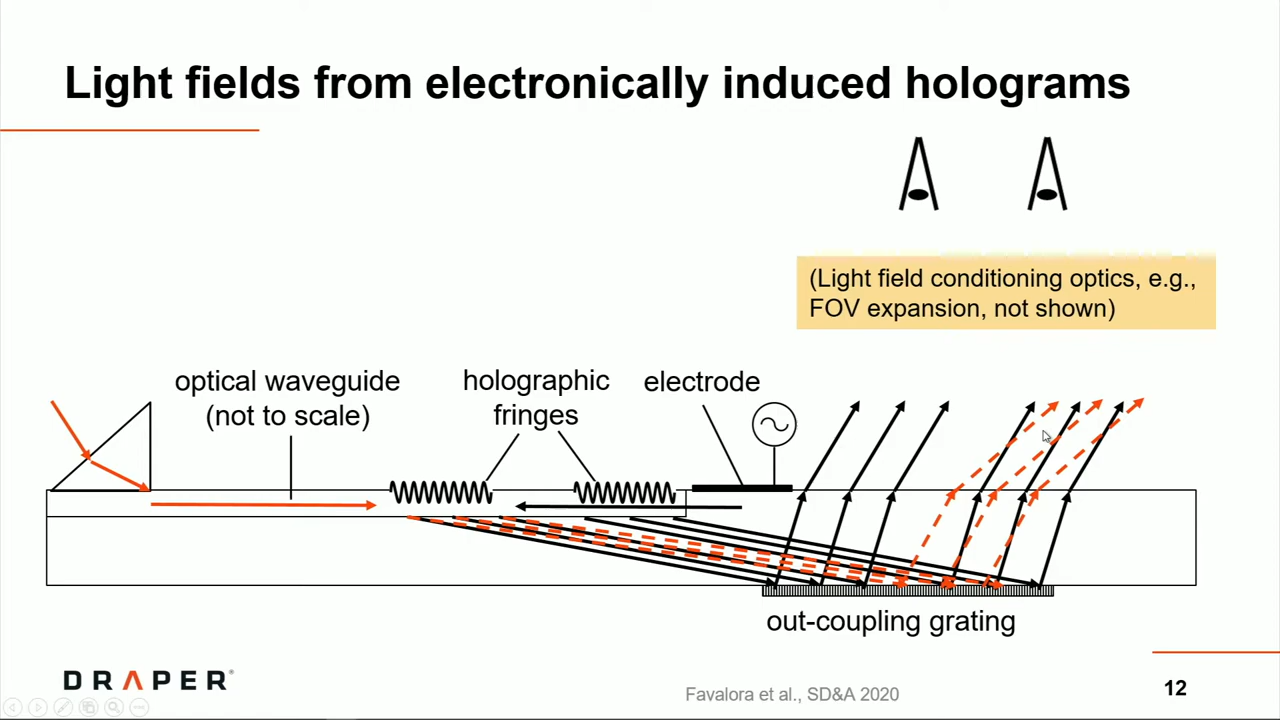 Light fields from electronically induced holograms
(Light field conditioning optics, e.g.,
FOV expansion, not shown)
optical waveguide
(not to scale)
holographic
fringes
electrode
out-coupling grating
DRAPER®
Favalora et al., SD&A 2020
12